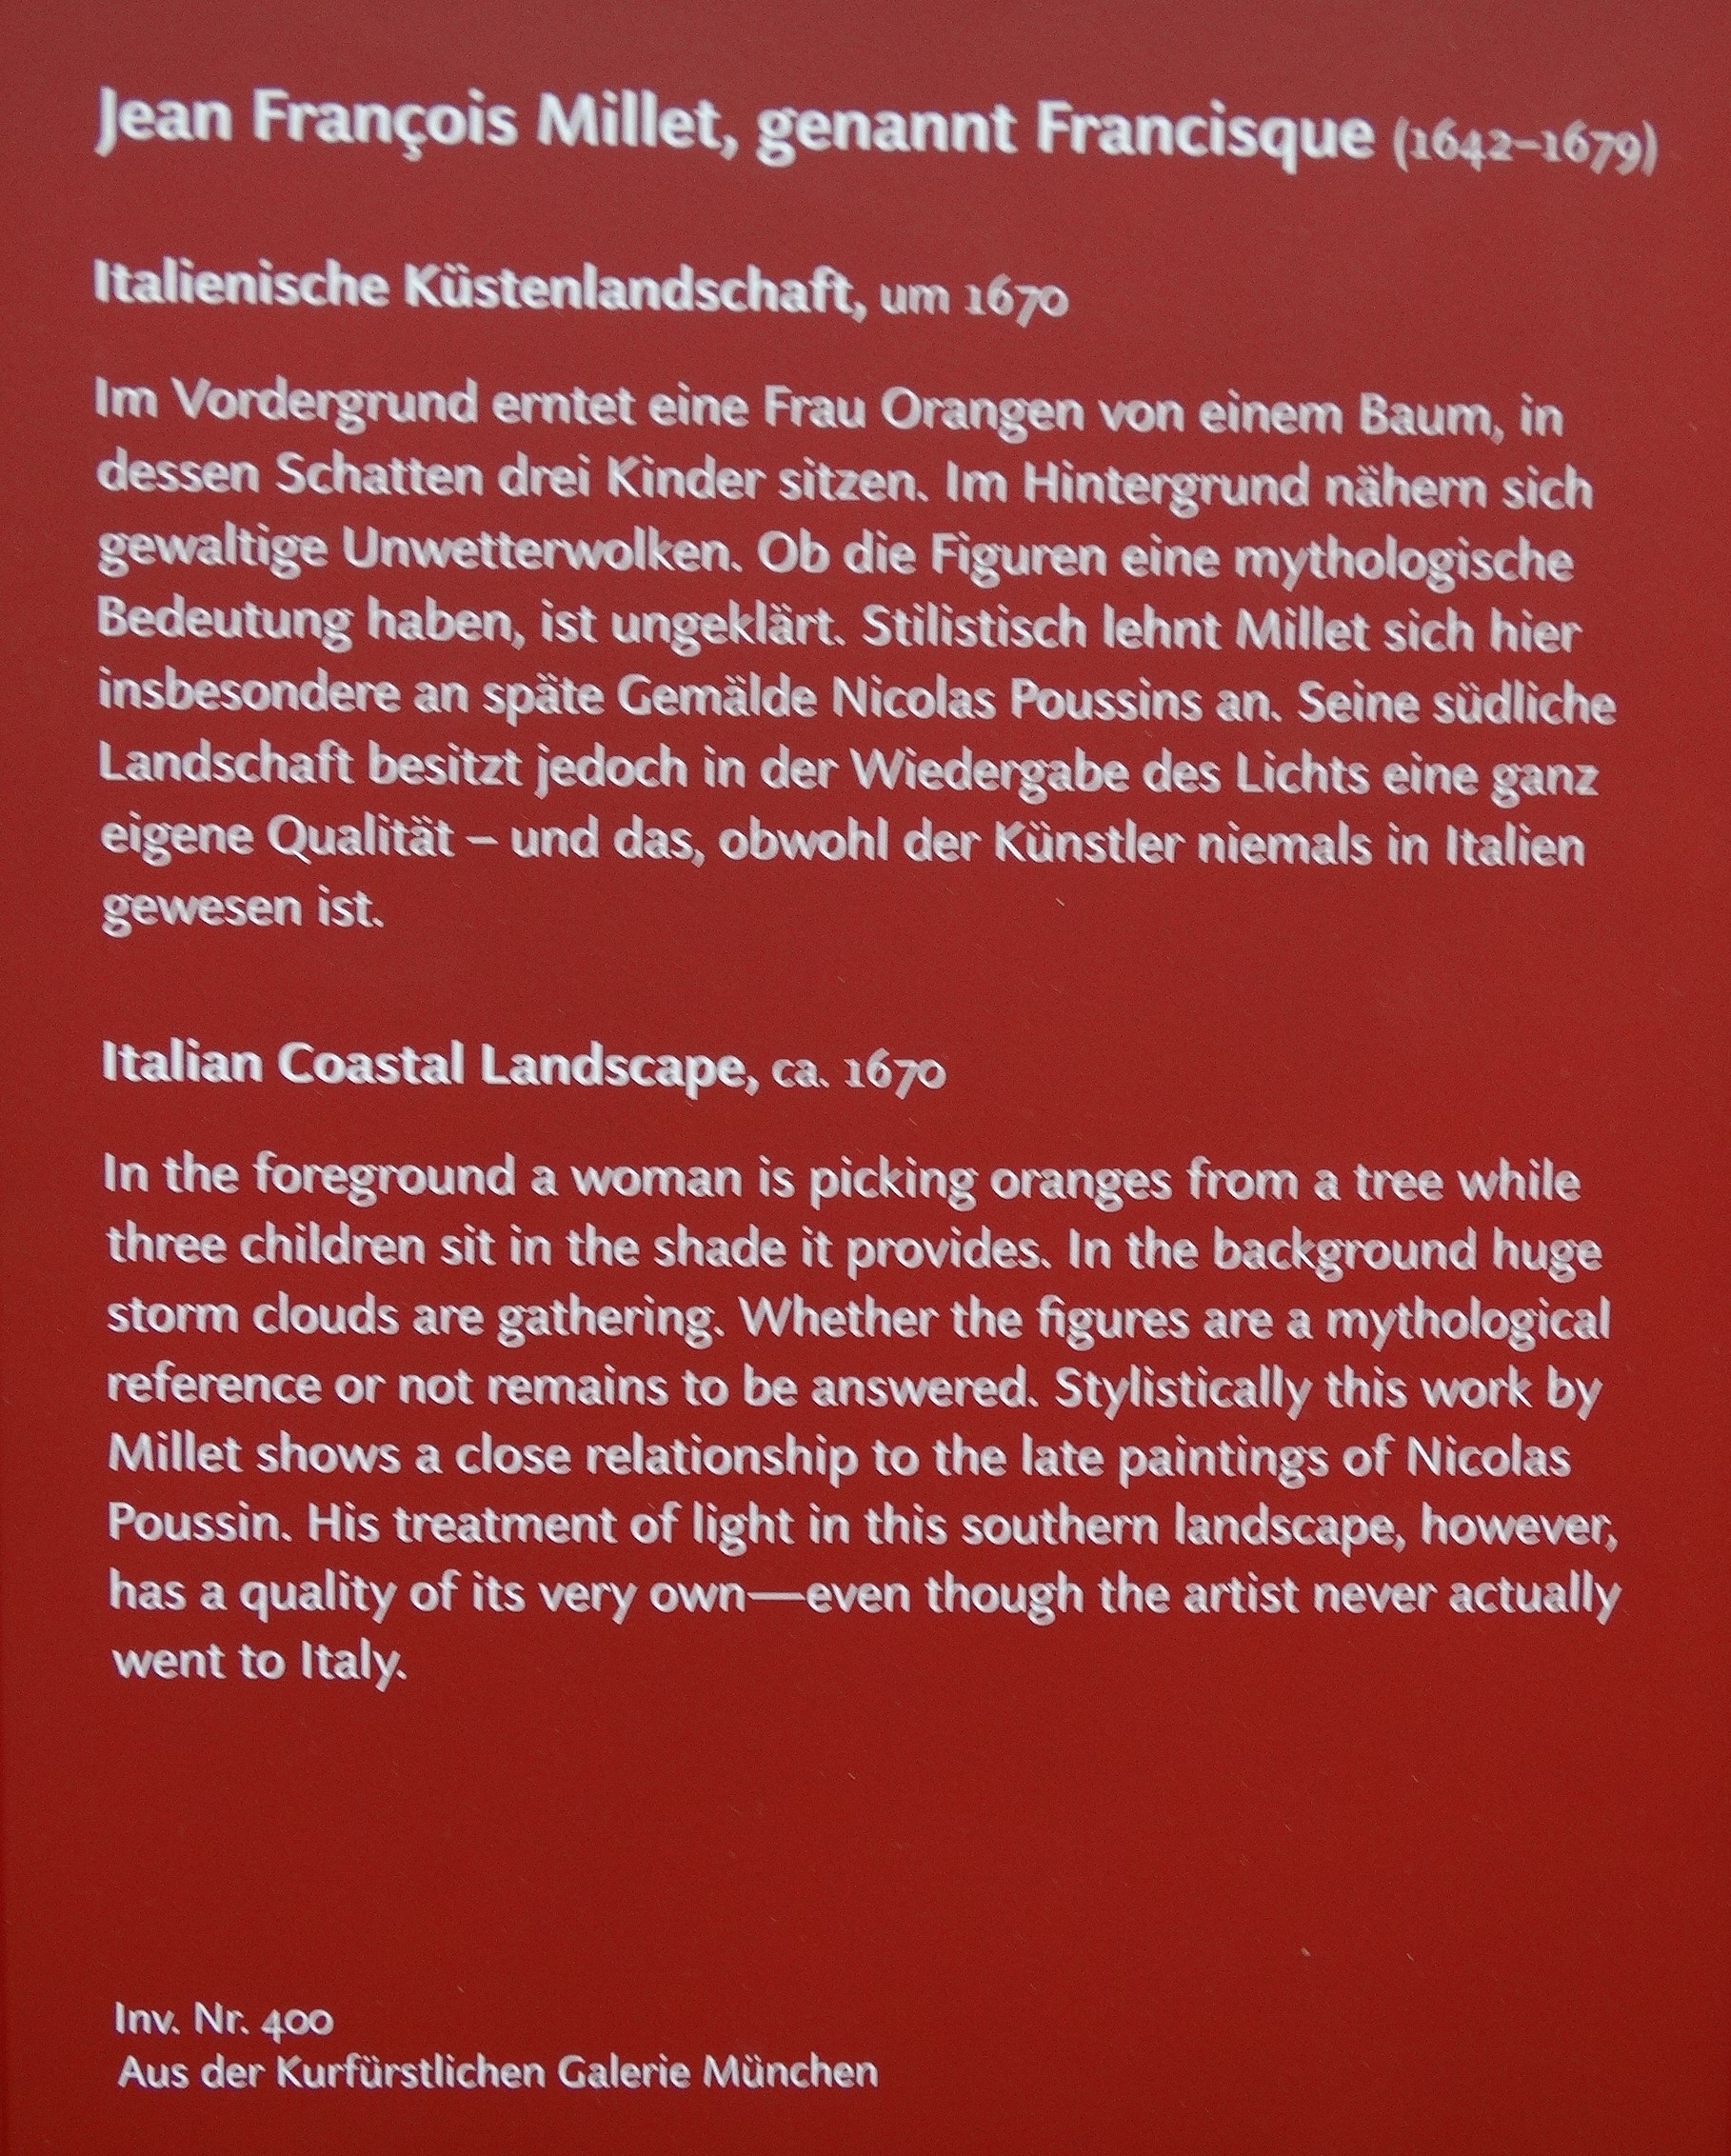 Jean François Millet, genannt Francisque (1642–1679)
Italienische Küstenlandschaft, um 1670
Im Vordergrund erntet eine Frau Orangen von einem Baum, in
dessen Schatten drei Kinder sitzen. Im Hintergrund nähern sich
gewaltige Unwetterwolken. Ob die Figuren eine mythologische
Bedeutung haben, ist ungeklärt. Stilistisch lehnt Millet sich hier
insbesondere an späte Gemälde Nicolas Poussins an. Seine südliche
Landschaft besitzt jedoch in der Wiedergabe des Lichts eine ganz
eigene Qualität – und das, obwohl der Künstler niemals in Italien
gewesen ist.
Italian Coastal Landscape, ca. 1670
In the foreground a woman is picking oranges from a tree while
three children sit in the shade it provides. In the background huge
storm clouds are gathering. Whether the figures are a mythological
reference or not remains to be answered. Stylistically this work by
Millet shows a close relationship to the late paintings of Nicolas
Poussin. His treatment of light in this southern landscape, however,
has a quality of its very own—even though the artist never actually
went to Italy.
Inv. Nr. 400
Aus der Kurfürstlichen Galerie München